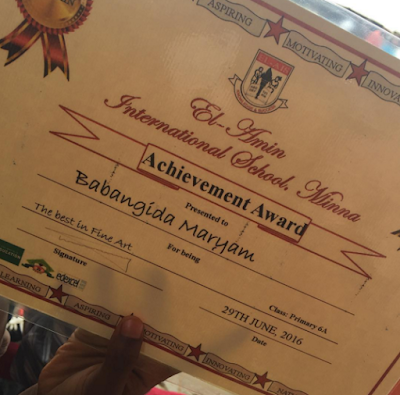 ASPIRING MOTIVATING INNOVA
El-Amin
International School, Minna
Achievement Award
Presented to
Babangida Maryam
For being
The best in Fine Art
Class: Primary 6A
Signature
29TH JUNE, 2016
Date
edexcel
LEARNING ASPIRING MOTIVATING INNOVATING